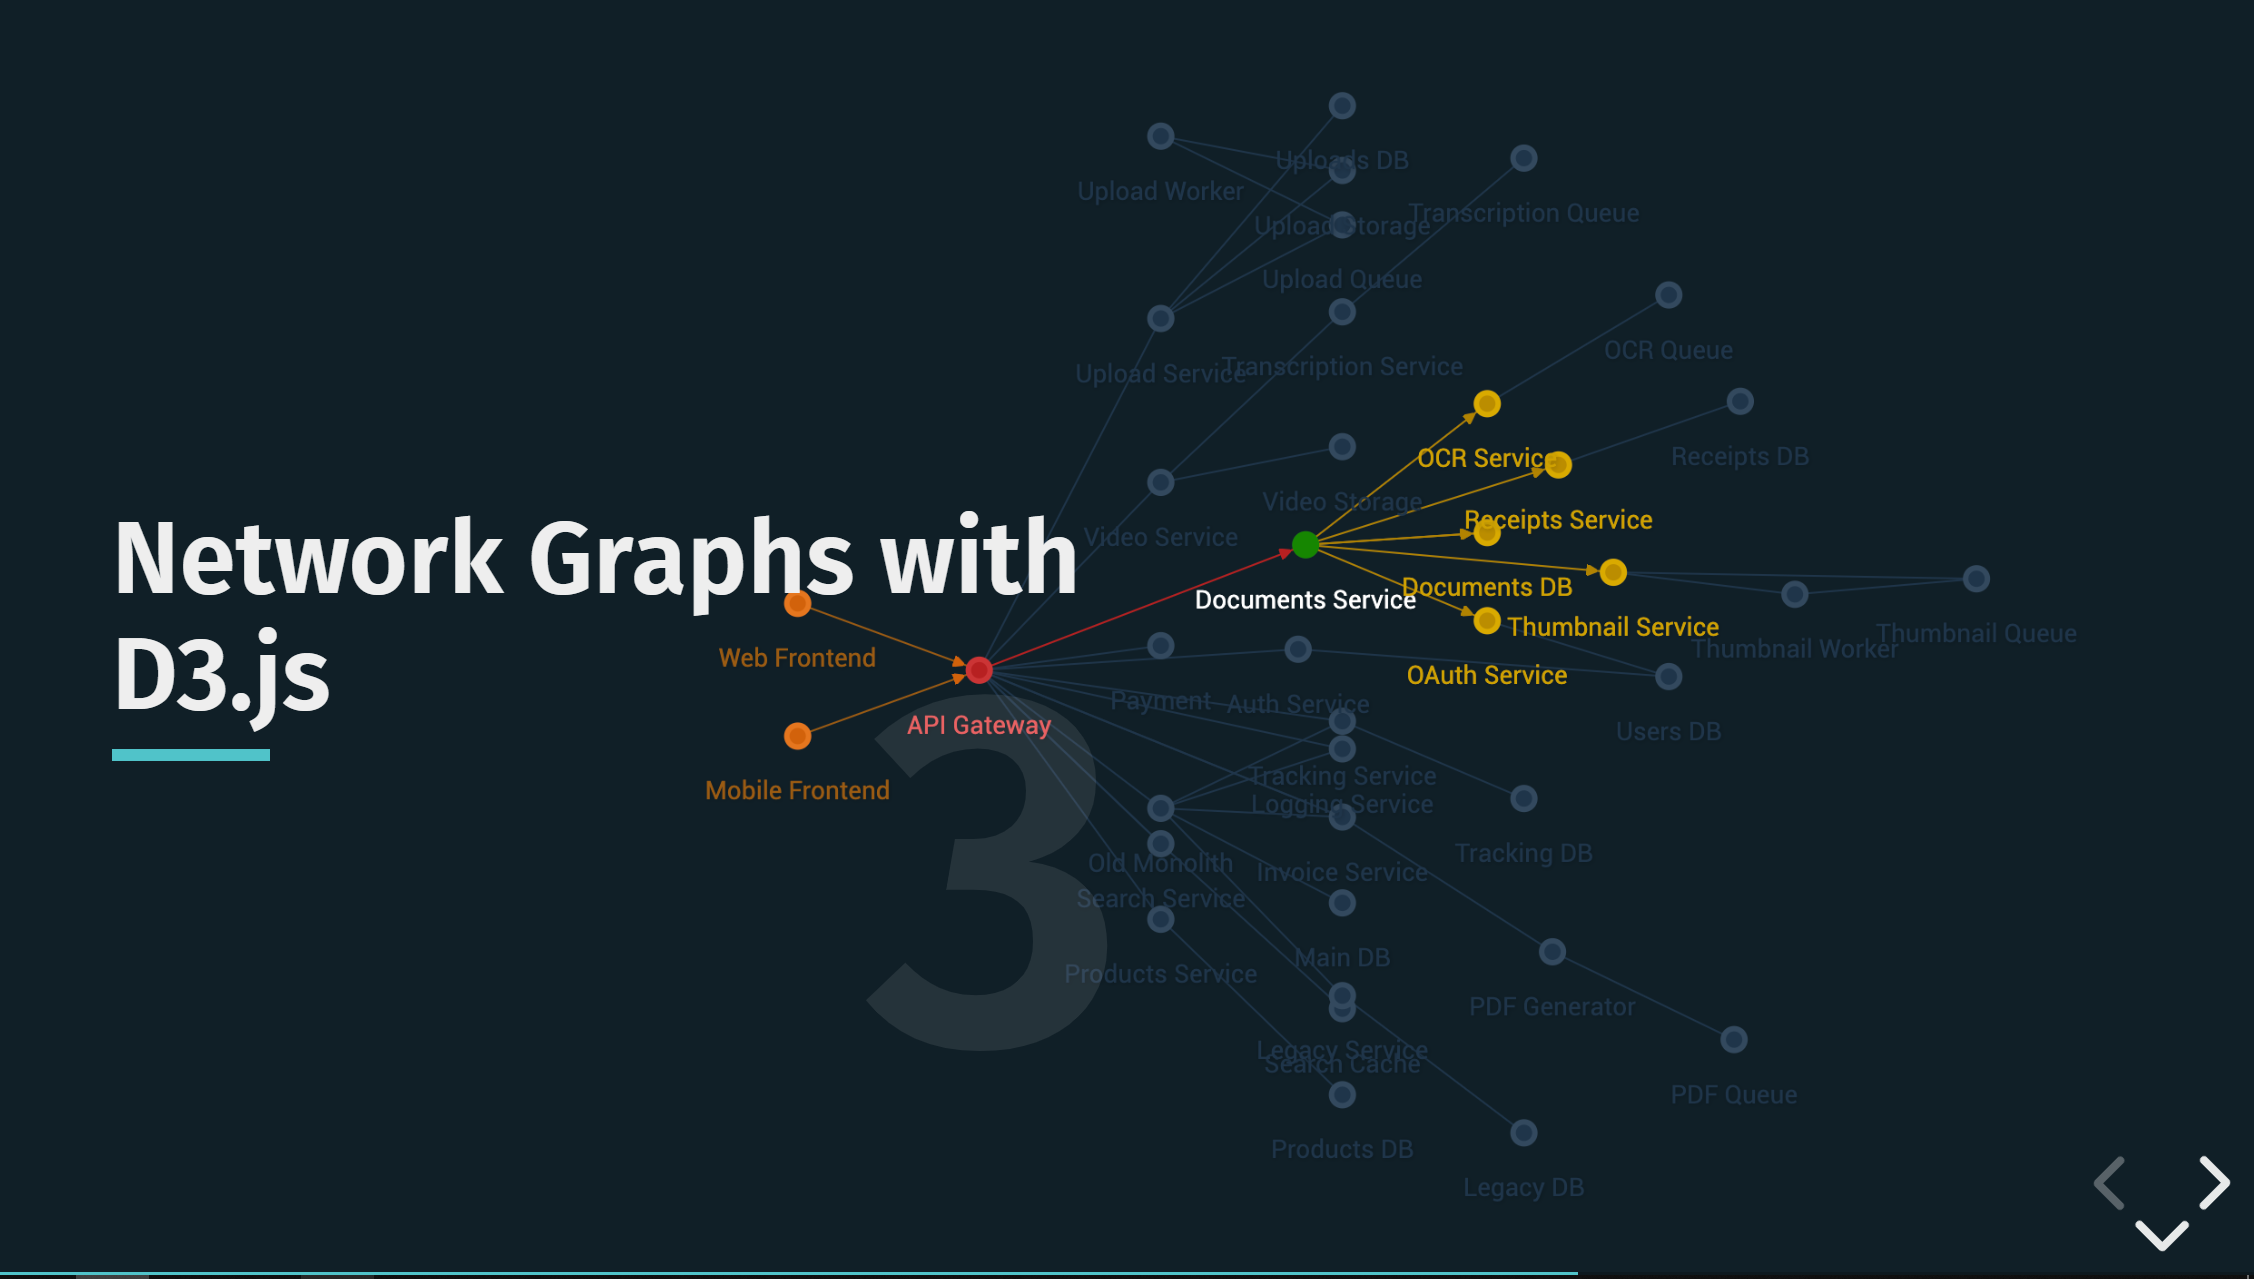 Network Graphs with
D3.js
3
Uploads DB
Upload Worker
Transcription Queue
Upload Storage
Upload Queue
OCR Queue
Transcription Service
Upload Service
Receipts DB
OCR Service
Video Storage
Receipts Service
Video Service
Documents DB
Documents Service
Thumbnail Service
Thumbnail Queue
Thumbnail Worker
Web Frontend
OAuth Service
Payment
Auth Service
API Gateway
Users DB
Tracking Service
Mobile Frontend
Logging Service
Tracking DB
Old Monolith
Invoice Service
Search Service
Main DB
Products Service
PDF Generator
Legacy Service
Search Cache
PDF Queue
Products DB
Legacy DB